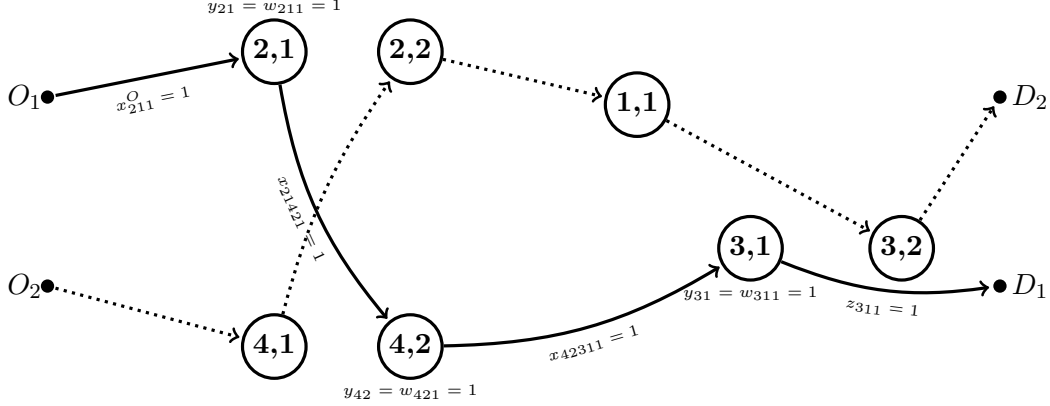 y₂₁ = w₂₁₁ = 1
2,1
2,2
O₁
xᴼ₂₁₁ = 1
1,1
D₂
x₂₁₄₂₁ = 1
3,1
3,2
O₂
y₃₁ = w₃₁₁ = 1
D₁
z₃₁₁ = 1
4,1
4,2
x₄₂₃₁₁ = 1
y₄₂ = w₄₂₁ = 1